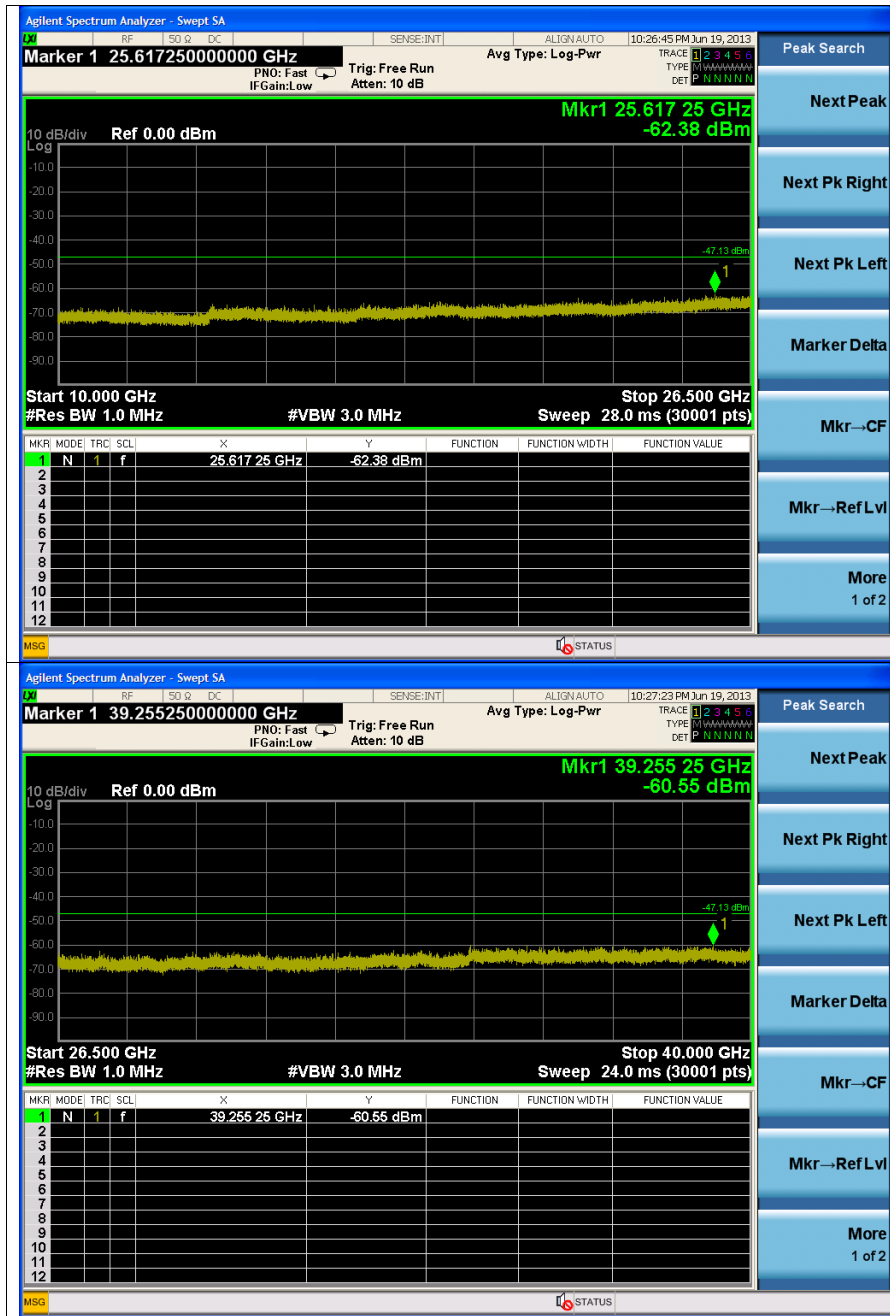 Agilent Spectrum Analyzer - Swept SA
LXI RF 50 Ω DC SENSE:INT ALIGN AUTO 10:26:45 PM Jun 19, 2013
Marker 1 25.617250000000 GHz
PNO: Fast
IFGain:Low
Trig: Free Run
Atten: 10 dB
Avg Type: Log-Pwr
TRACE 1 2 3 4 5 6
TYPE M WWWWW
DET P N N N N N
Mkr1 25.617 25 GHz
-62.38 dBm
10 dB/div Ref 0.00 dBm
Log
-10.0
-20.0
-30.0
-40.0
-47.13 dBm
-50.0
1
-60.0
-70.0
-80.0
-90.0
Start 10.000 GHz Stop 26.500 GHz
#Res BW 1.0 MHz #VBW 3.0 MHz Sweep 28.0 ms (30001 pts)
MKR MODE TRC SCL X Y FUNCTION FUNCTION WIDTH FUNCTION VALUE
1 N 1 f 25.617 25 GHz -62.38 dBm
2
3
4
5
6
7
8
9
10
11
12
MSG STATUS
Peak Search
Next Peak
Next Pk Right
Next Pk Left
Marker Delta
Mkr→CF
Mkr→Ref Lvl
More
1 of 2
Agilent Spectrum Analyzer - Swept SA
LXI RF 50 Ω DC SENSE:INT ALIGN AUTO 10:27:23 PM Jun 19, 2013
Marker 1 39.255250000000 GHz
PNO: Fast
IFGain:Low
Trig: Free Run
Atten: 10 dB
Avg Type: Log-Pwr
TRACE 1 2 3 4 5 6
TYPE M WWWWW
DET P N N N N N
Mkr1 39.255 25 GHz
-60.55 dBm
10 dB/div Ref 0.00 dBm
Log
-10.0
-20.0
-30.0
-40.0
-47.13 dBm
-50.0
1
-60.0
-70.0
-80.0
-90.0
Start 26.500 GHz Stop 40.000 GHz
#Res BW 1.0 MHz #VBW 3.0 MHz Sweep 24.0 ms (30001 pts)
MKR MODE TRC SCL X Y FUNCTION FUNCTION WIDTH FUNCTION VALUE
1 N 1 f 39.255 25 GHz -60.55 dBm
2
3
4
5
6
7
8
9
10
11
12
MSG STATUS
Peak Search
Next Peak
Next Pk Right
Next Pk Left
Marker Delta
Mkr→CF
Mkr→Ref Lvl
More
1 of 2